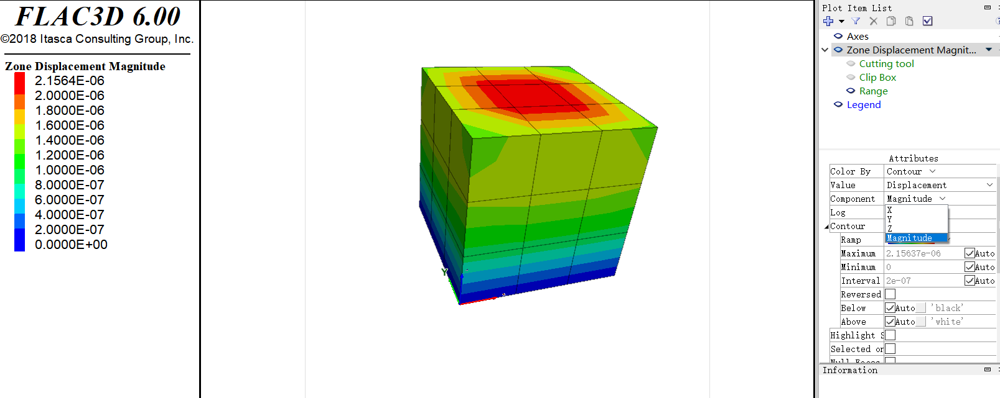 FLAC3D 6.00
©2018 Itasca Consulting Group, Inc.
Zone Displacement Magnitude
2.1564E-06
2.0000E-06
1.8000E-06
1.6000E-06
1.4000E-06
1.2000E-06
1.0000E-06
8.0000E-07
6.0000E-07
4.0000E-07
2.0000E-07
0.0000E+00
Y
Plot Item List
Axes
Zone Displacement Magnit...
Cutting tool
Clip Box
Range
Legend
Attributes
Color By Contour
Value Displacement
Component Magnitude
X
Y
Z
Magnitude
Log
Contour
Ramp
Maximum 2.15637e-06 Auto
Minimum 0 Auto
Interval 2e-07 Auto
Reversed
Below Auto 'black'
Above Auto 'white'
Highlight S
Selected or
Null Faces
Information